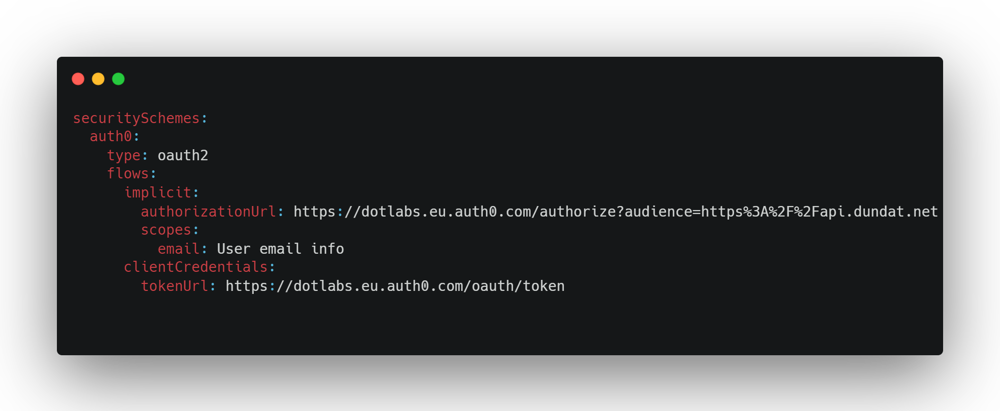 securitySchemes:
  auth0:
    type: oauth2
    flows:
      implicit:
        authorizationUrl: https://dotlabs.eu.auth0.com/authorize?audience=https%3A%2F%2Fapi.dundat.net
        scopes:
          email: User email info
      clientCredentials:
        tokenUrl: https://dotlabs.eu.auth0.com/oauth/token